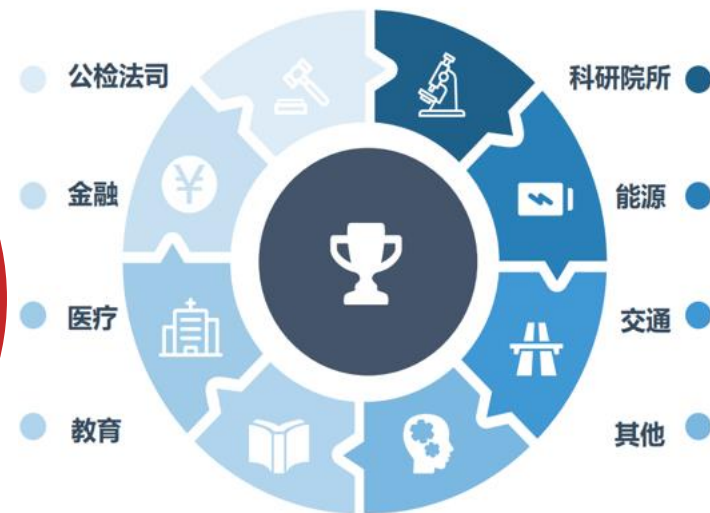 公检法司
科研院所
金融
能源
医疗
交通
教育
其他